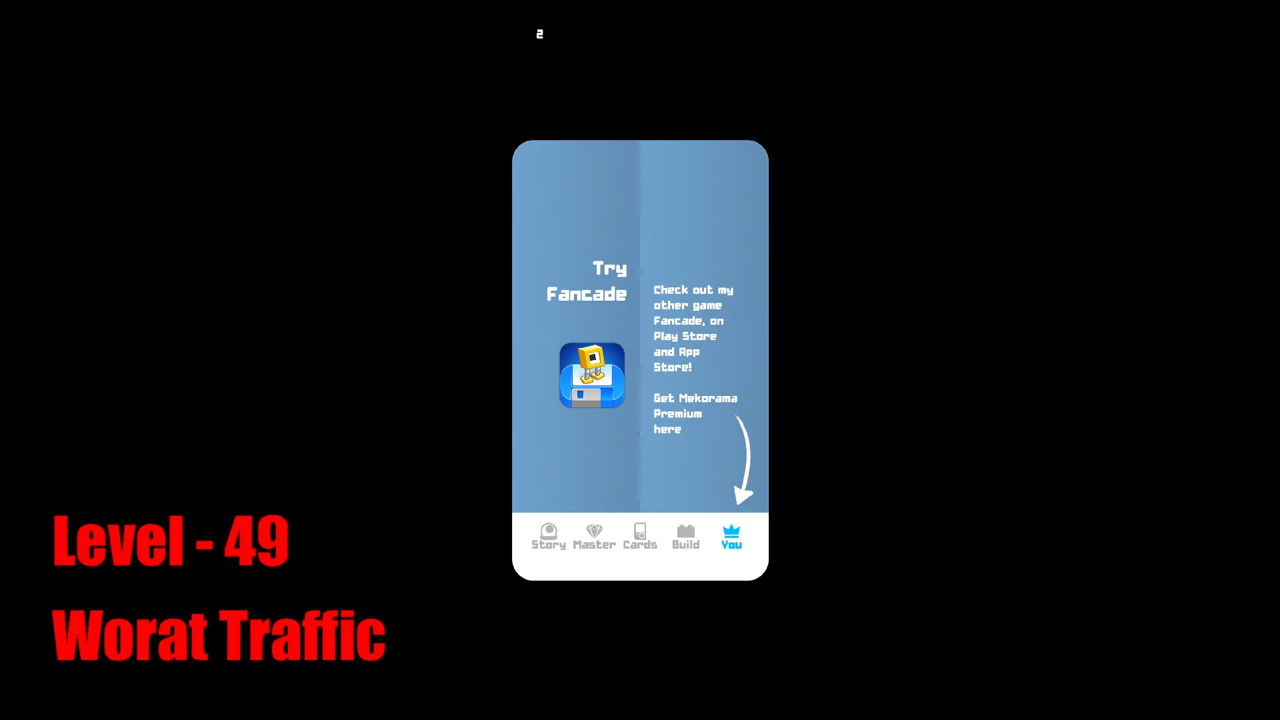 2
Try
Fancade
Check out my
other game
Fancade, on
Play Store
and App
Store!
Get Mekorama
Premium
here
Story Master Cards Build You
Level - 49
Worat Traffic